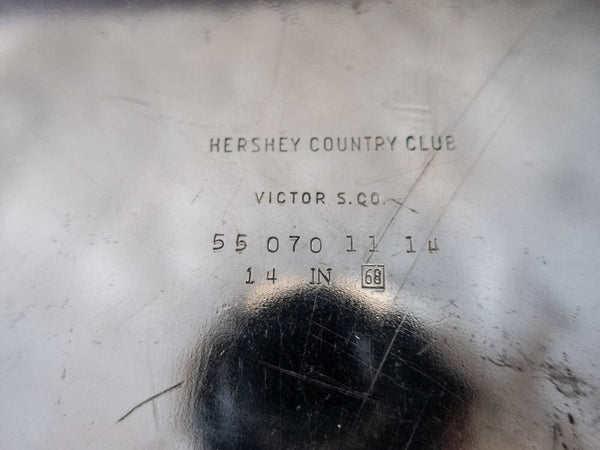 HERSHEY COUNTRY CLUB
VICTOR S.CO.
55 070 11 14
14 IN 68